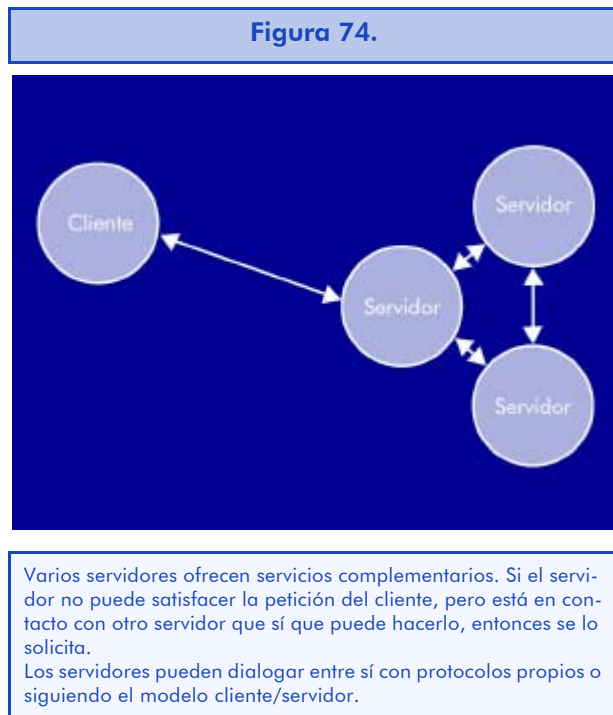 Figura 74.
Cliente
Servidor
Servidor
Servidor
Varios servidores ofrecen servicios complementarios. Si el servi-
dor no puede satisfacer la petición del cliente, pero está en con-
tacto con otro servidor que sí que puede hacerlo, entonces se lo
solicita.
Los servidores pueden dialogar entre sí con protocolos propios o
siguiendo el modelo cliente/servidor.